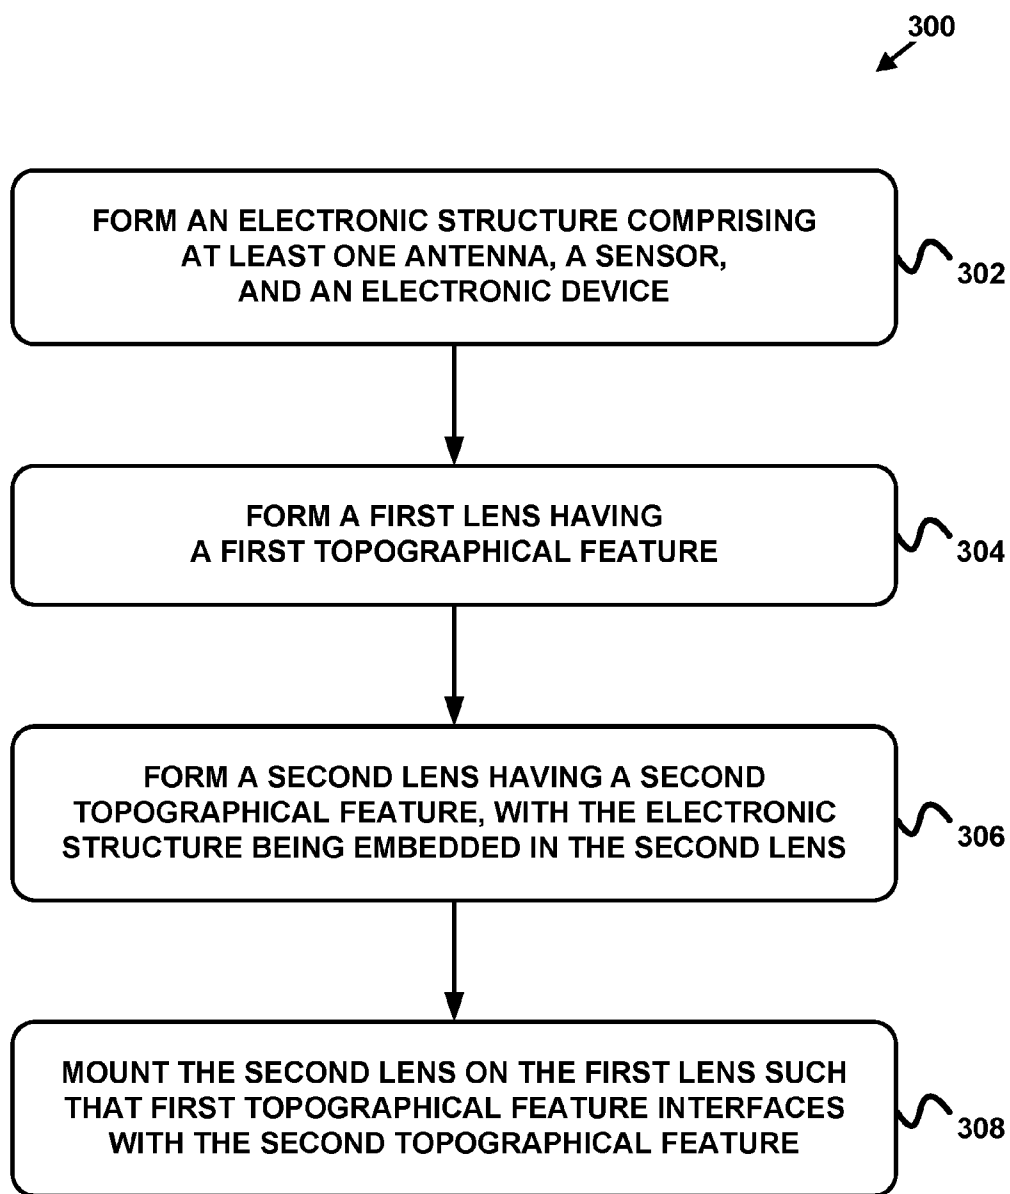 300
FORM AN ELECTRONIC STRUCTURE COMPRISING
AT LEAST ONE ANTENNA, A SENSOR,
AND AN ELECTRONIC DEVICE
302
FORM A FIRST LENS HAVING
A FIRST TOPOGRAPHICAL FEATURE
304
FORM A SECOND LENS HAVING A SECOND
TOPOGRAPHICAL FEATURE, WITH THE ELECTRONIC
STRUCTURE BEING EMBEDDED IN THE SECOND LENS
306
MOUNT THE SECOND LENS ON THE FIRST LENS SUCH
THAT FIRST TOPOGRAPHICAL FEATURE INTERFACES
WITH THE SECOND TOPOGRAPHICAL FEATURE
308